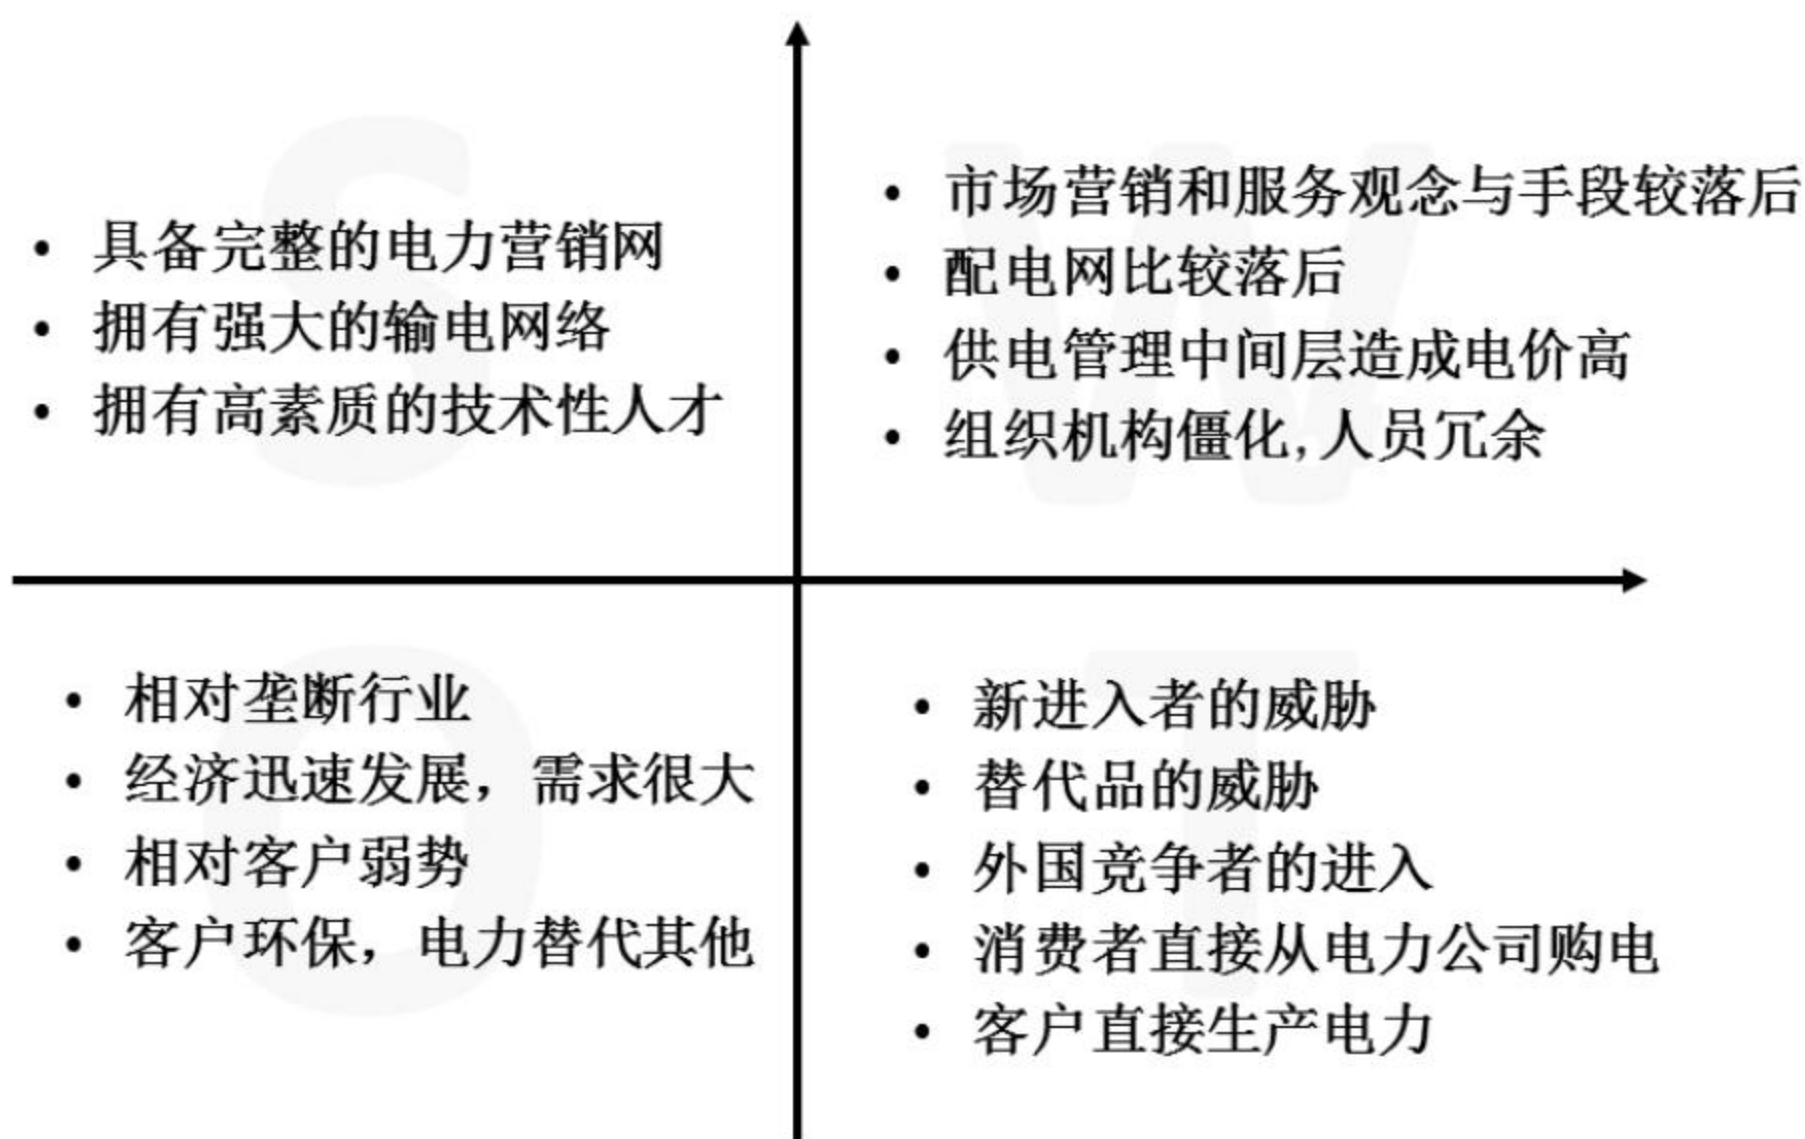 S
• 具备完整的电力营销网
• 拥有强大的输电网络
• 拥有高素质的技术性人才
W
• 市场营销和服务观念与手段较落后
• 配电网比较落后
• 供电管理中间层造成电价高
• 组织机构僵化,人员冗余
O
• 相对垄断行业
• 经济迅速发展，需求很大
• 相对客户弱势
• 客户环保，电力替代其他
T
• 新进入者的威胁
• 替代品的威胁
• 外国竞争者的进入
• 消费者直接从电力公司购电
• 客户直接生产电力